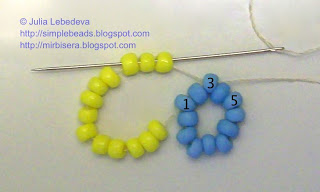 © Julia Lebedeva
http://simplebeads.blogspot.com
http://mirbisera.blogspot.com
3
1
5